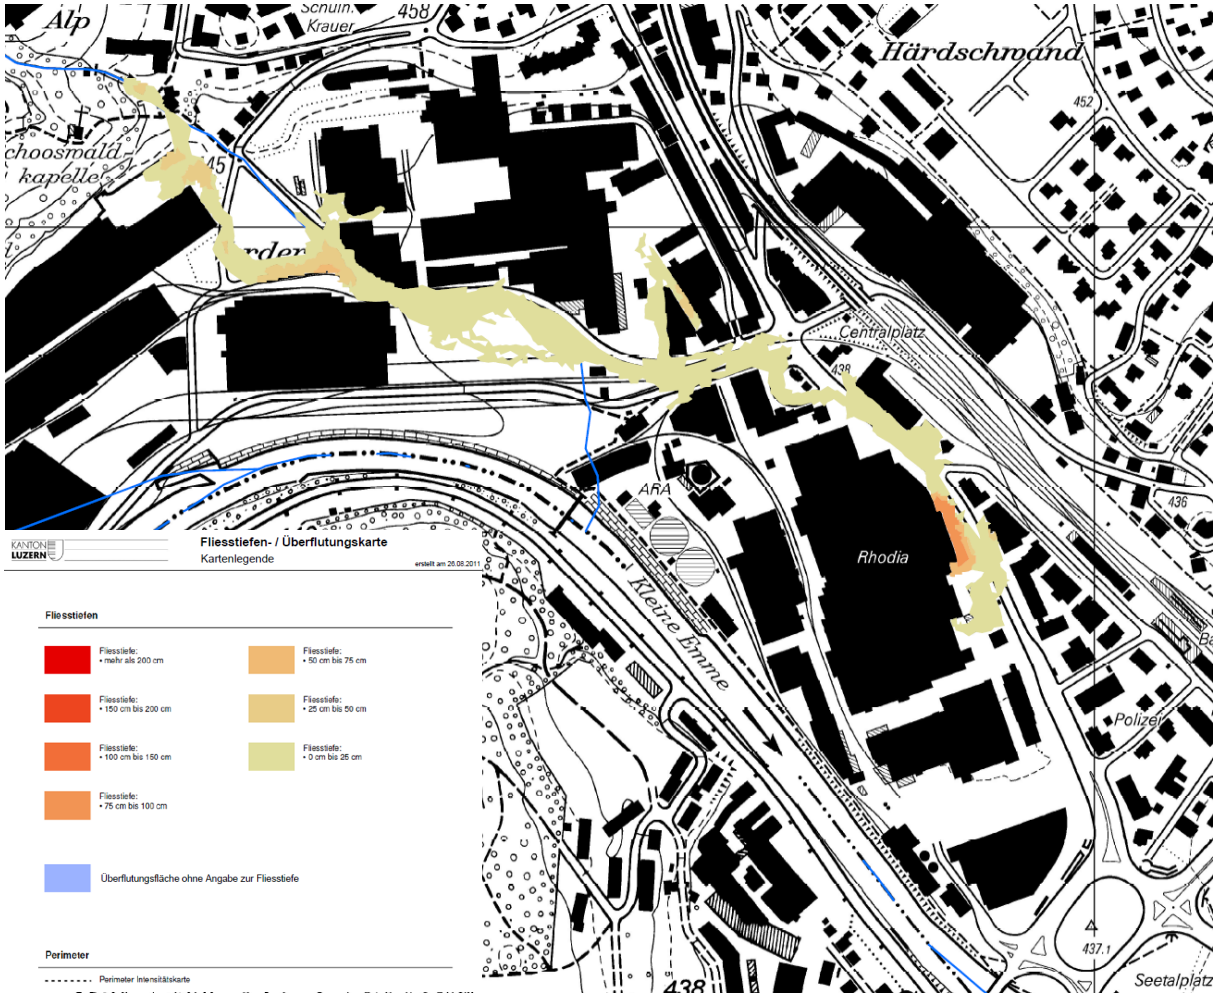 Alp
Schulh.
Krauer
458
Härdschwand
452
chooswald-
kapelle
45
rder
Centralplatz
438
436
ARA
Rhodia
Kleine Emme
Polizei
Ba
437.1
Seetalplatz
438
KANTON
LUZERN
Fliesstiefen- / Überflutungskarte
Kartenlegende
erstellt am 26.08.2011
Fliesstiefen
Fliesstiefe:
• mehr als 200 cm
Fliesstiefe:
• 150 cm bis 200 cm
Fliesstiefe:
• 100 cm bis 150 cm
Fliesstiefe:
• 75 cm bis 100 cm
Fliesstiefe:
• 50 cm bis 75 cm
Fliesstiefe:
• 25 cm bis 50 cm
Fliesstiefe:
• 0 cm bis 25 cm
Überflutungsfläche ohne Angabe zur Fliesstiefe
Perimeter
Perimeter Intensitätskarte